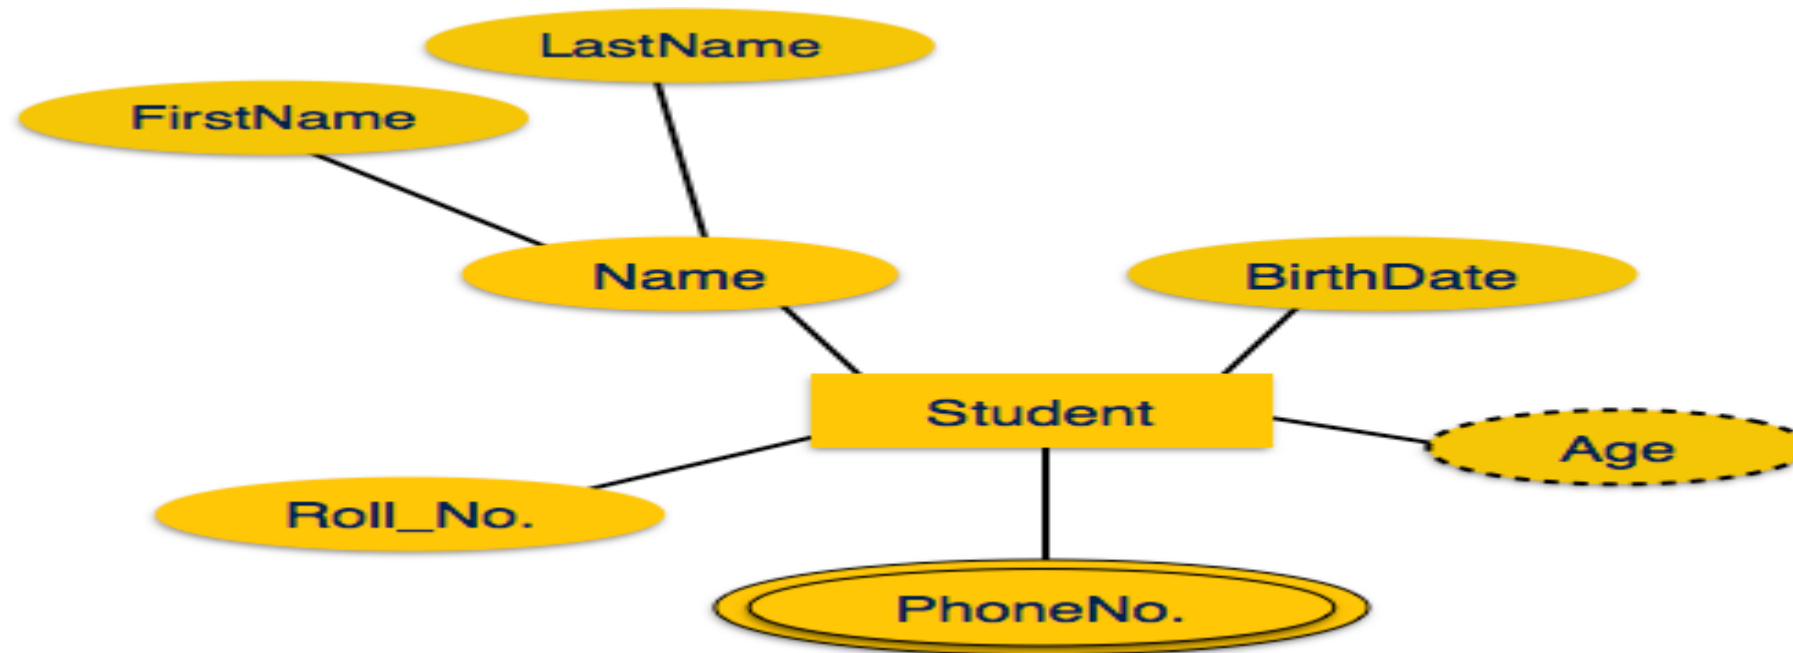 LastName
FirstName
Name
BirthDate
Student
Age
Roll_No.
PhoneNo.